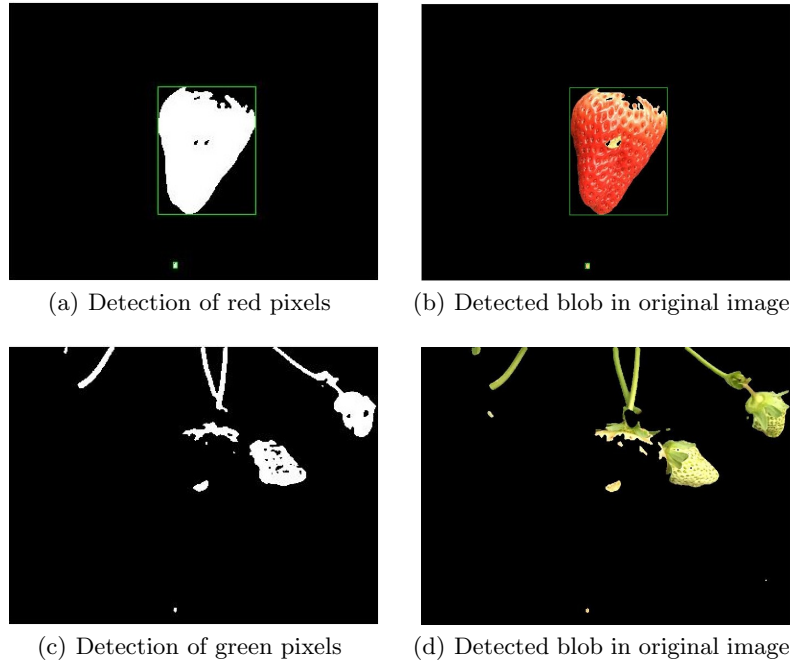 (a) Detection of red pixels
(b) Detected blob in original image
(c) Detection of green pixels
(d) Detected blob in original image